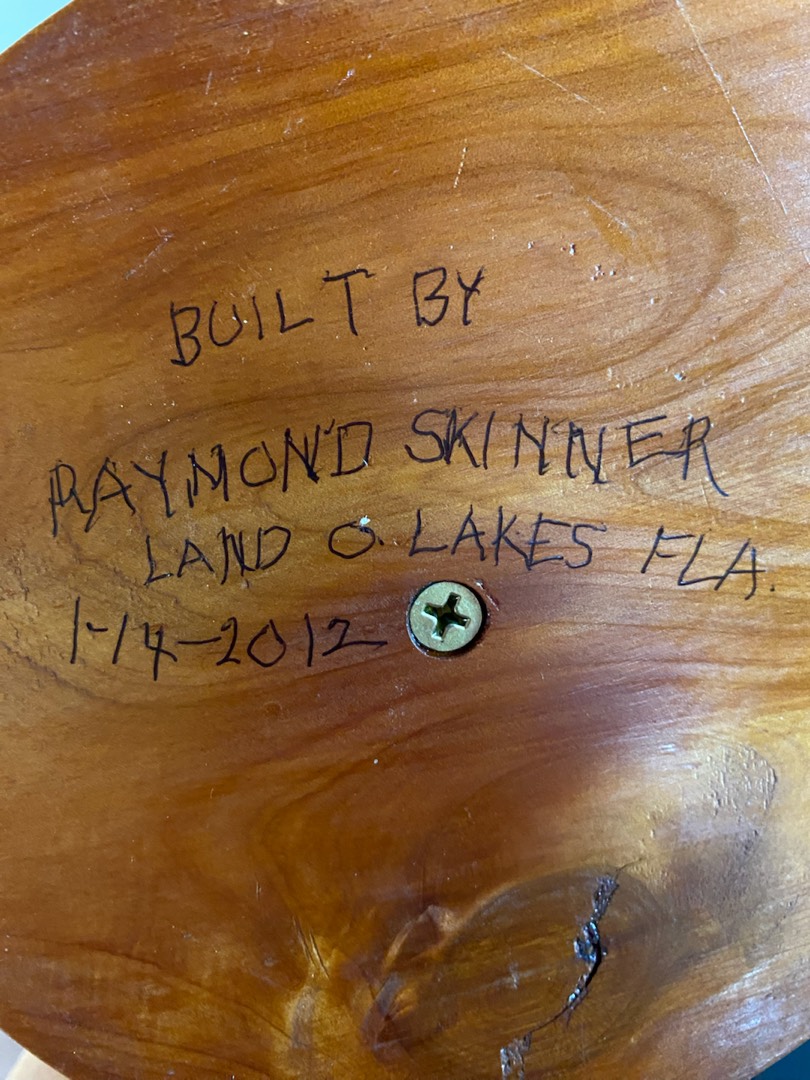 BUILT BY
RAYMOND SKINNER
LAND O. LAKES FLA.
1-14-2012